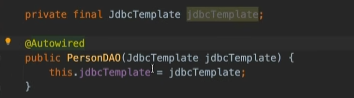 private final JdbcTemplate jdbcTemplate;
@Autowired
public PersonDAO(JdbcTemplate jdbcTemplate) {
this.jdbcTemplate = jdbcTemplate;
}